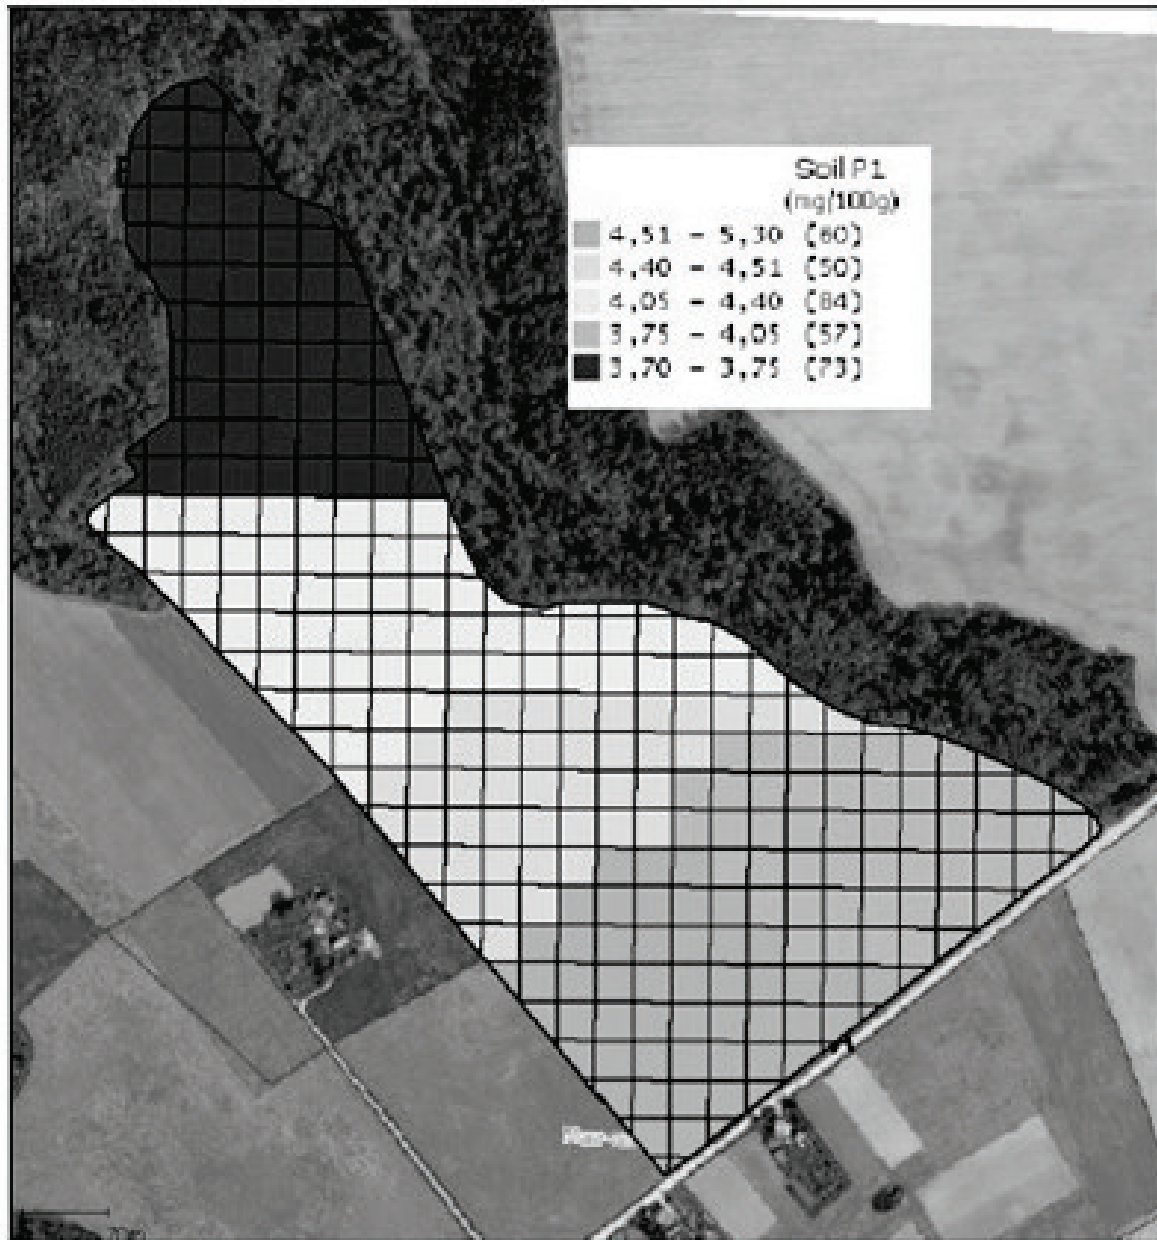 Soil P1
(mg/100g)
4,51 - 5,30 (60)
4,40 - 4,51 (50)
4,05 - 4,40 (84)
3,75 - 4,05 (57)
3,70 - 3,75 (73)